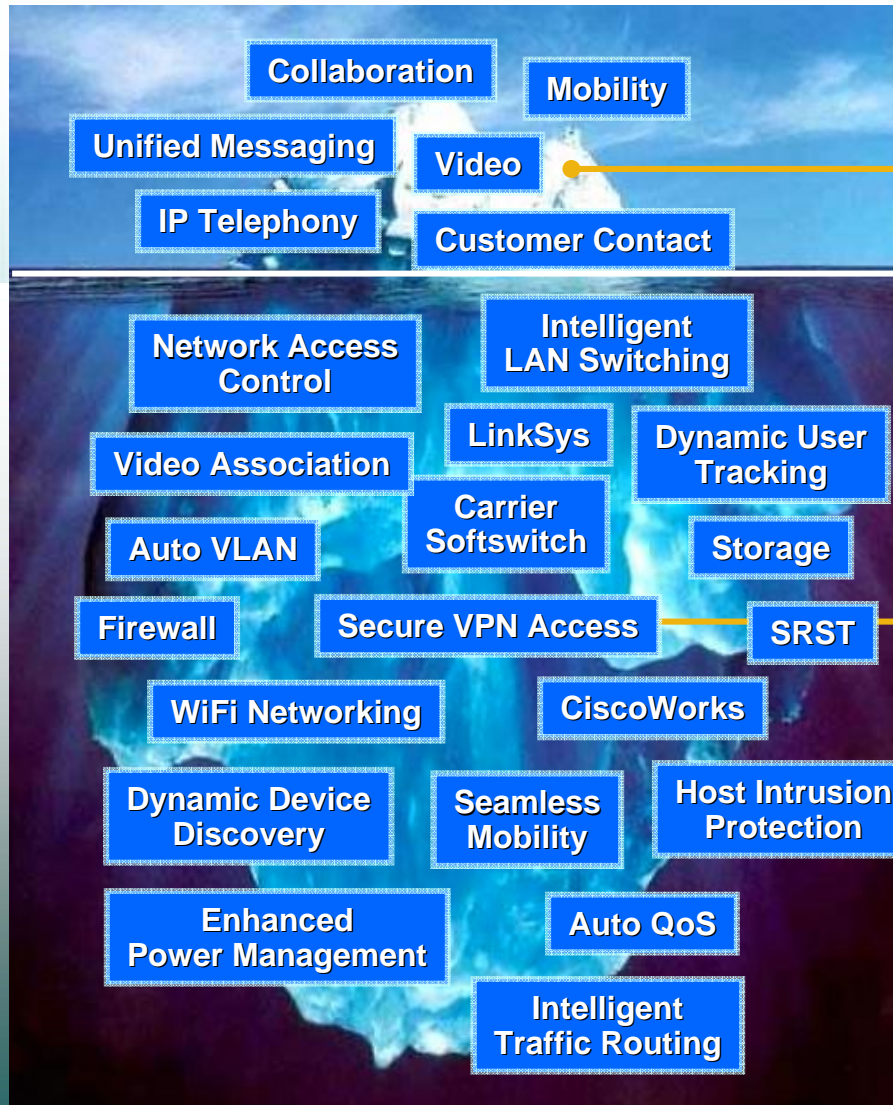 Collaboration
Mobility
Unified Messaging
Video
IP Telephony
Customer Contact
Network Access
Control
Intelligent
LAN Switching
LinkSys
Dynamic User
Tracking
Video Association
Carrier
Softswitch
Auto VLAN
Storage
Firewall
Secure VPN Access
SRST
WiFi Networking
CiscoWorks
Dynamic Device
Discovery
Seamless
Mobility
Host Intrusion
Protection
Enhanced
Power Management
Auto QoS
Intelligent
Traffic Routing